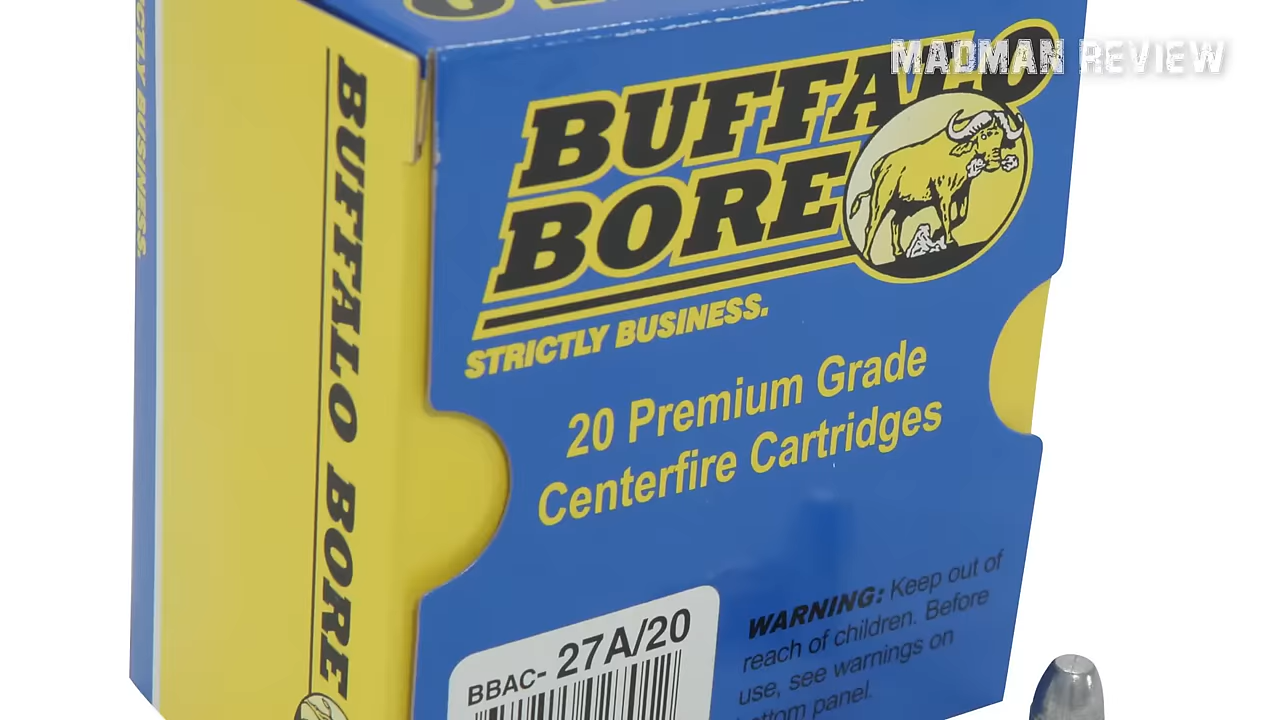 MADMAN REVIEW
BUFFALO
BORE
STRICTLY BUSINESS.
20 Premium Grade
Centerfire Cartridges
BBAC- 27A/20
WARNING: Keep out of
reach of children. Before
use, see warnings on
bottom panel.
BUFFALO BORE
BUSINESS.